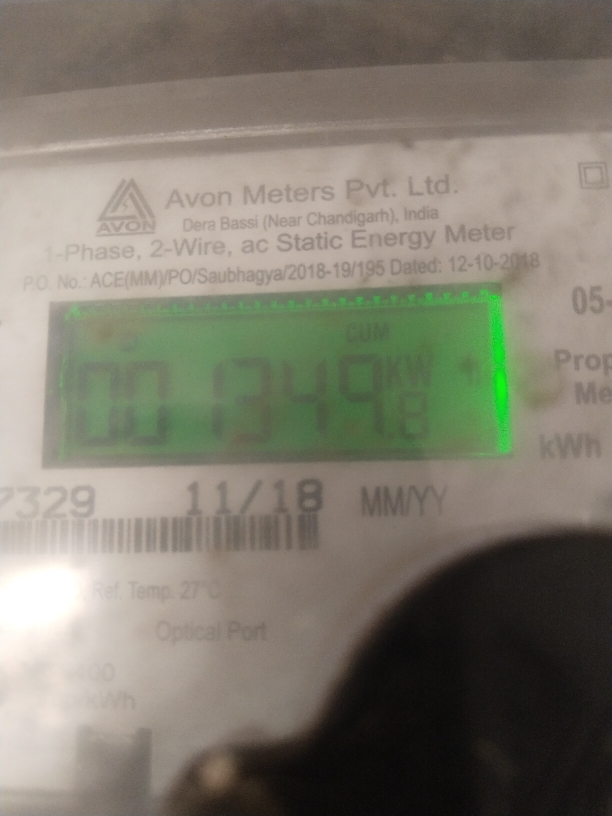 Avon Meters Pvt. Ltd.
AVON
Dera Bassi (Near Chandigarh), India
1-Phase, 2-Wire, ac Static Energy Meter
P.O. No.: ACE(MM)/PO/Saubhagya/2018-19/195 Dated: 12-10-2018
05-
CUM
001349.8 KW
Prop
Me
kWh
7329 11/18 MM/YY
Ref. Temp. 27°C
Optical Port
kWh